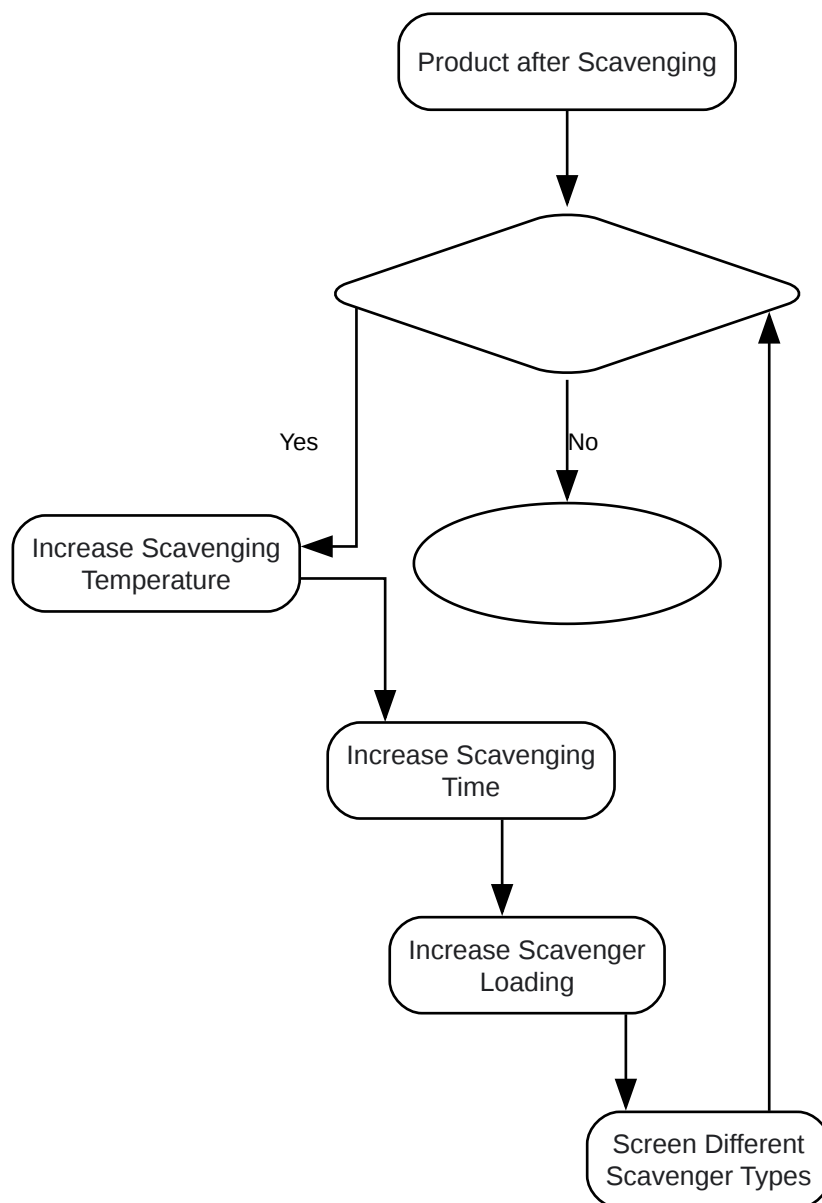 Product after Scavenging
Yes
No
Increase Scavenging
Temperature
Increase Scavenging
Time
Increase Scavenger
Loading
Screen Different
Scavenger Types